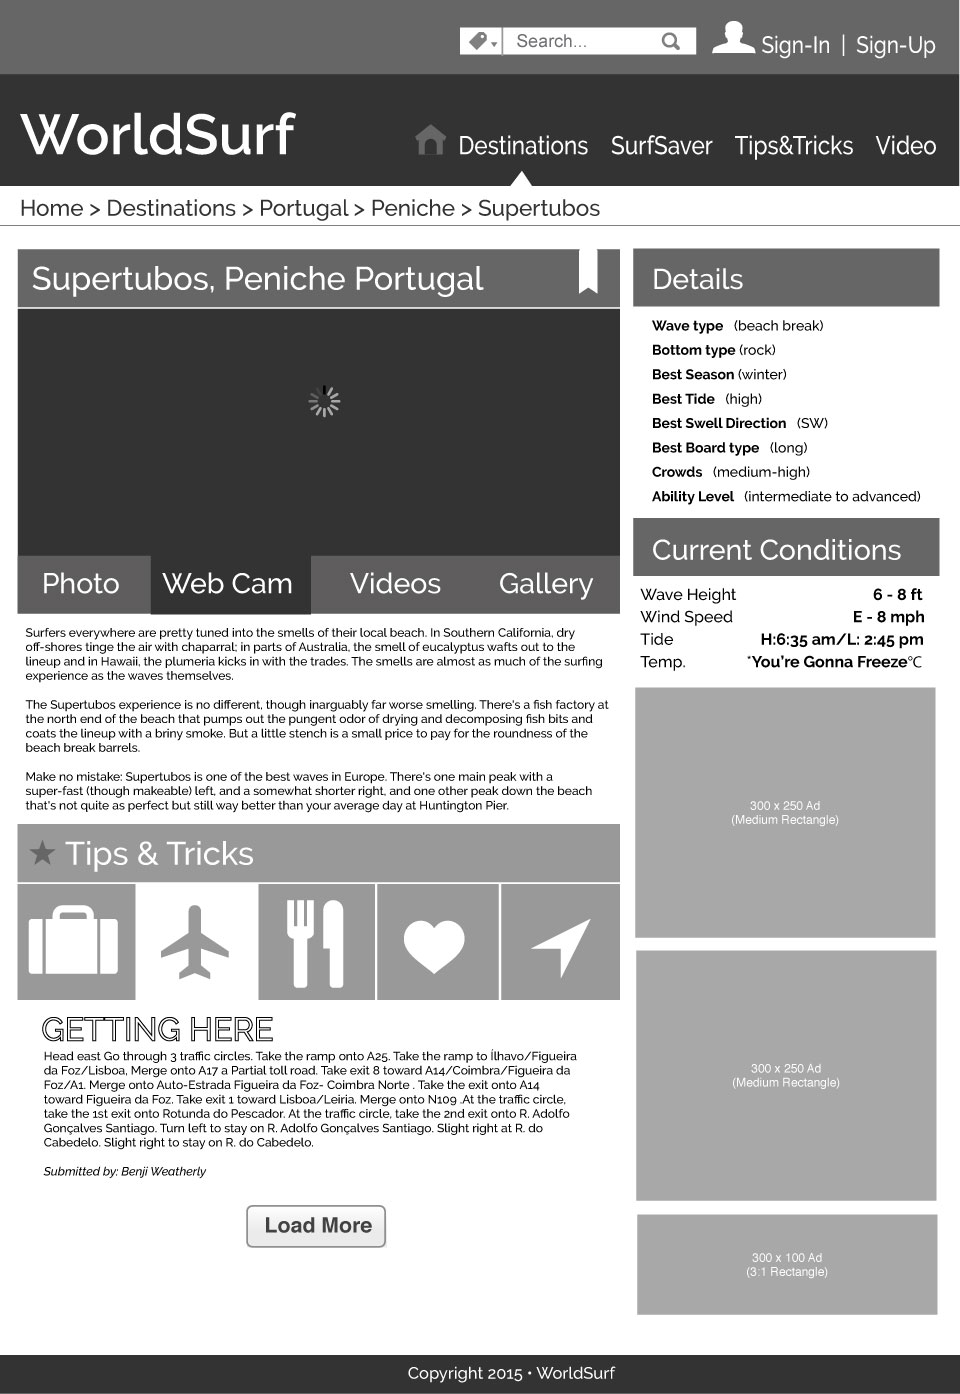 Search...
Sign-In | Sign-Up
WorldSurf
Destinations SurfSaver Tips&Tricks Video
Home > Destinations > Portugal > Peniche > Supertubos
Supertubos, Peniche Portugal
Photo Web Cam Videos Gallery
Surfers everywhere are pretty tuned into the smells of their local beach. In Southern California, dry
off-shores tinge the air with chaparral; in parts of Australia, the smell of eucalyptus wafts out to the
lineup and in Hawaii, the plumeria kicks in with the trades. The smells are almost as much of the surfing
experience as the waves themselves.
The Supertubos experience is no different, though inarguably far worse smelling. There's a fish factory at
the north end of the beach that pumps out the pungent odor of drying and decomposing fish bits and
coats the lineup with a briny smoke. But a little stench is a small price to pay for the roundness of the
beach break barrels.
Make no mistake: Supertubos is one of the best waves in Europe. There's one main peak with a
super-fast (though makeable) left, and a somewhat shorter right, and one other peak down the beach
that's not quite as perfect but still way better than your average day at Huntington Pier.
Tips & Tricks
GETTING HERE
Head east Go through 3 traffic circles. Take the ramp onto A25. Take the ramp to Ílhavo/Figueira
da Foz/Lisboa, Merge onto A17 a Partial toll road. Take exit 8 toward A14/Coimbra/Figueira da
Foz/A1. Merge onto Auto-Estrada Figueira da Foz- Coimbra Norte . Take the exit onto A14
toward Figueira da Foz. Take exit 1 toward Lisboa/Leiria. Merge onto N109 .At the traffic circle,
take the 1st exit onto Rotunda do Pescador. At the traffic circle, take the 2nd exit onto R. Adolfo
Gonçalves Santiago. Turn left to stay on R. Adolfo Gonçalves Santiago. Slight right at R. do
Cabedelo. Slight right to stay on R. do Cabedelo.
Submitted by: Benji Weatherly
Load More
Details
Wave type (beach break)
Bottom type (rock)
Best Season (winter)
Best Tide (high)
Best Swell Direction (SW)
Best Board type (long)
Crowds (medium-high)
Ability Level (intermediate to advanced)
Current Conditions
Wave Height 6 - 8 ft
Wind Speed E - 8 mph
Tide H:6:35 am/L: 2:45 pm
Temp. *You're Gonna Freeze°C
300 x 250 Ad
(Medium Rectangle)
300 x 250 Ad
(Medium Rectangle)
300 x 100 Ad
(3:1 Rectangle)
Copyright 2015 • WorldSurf